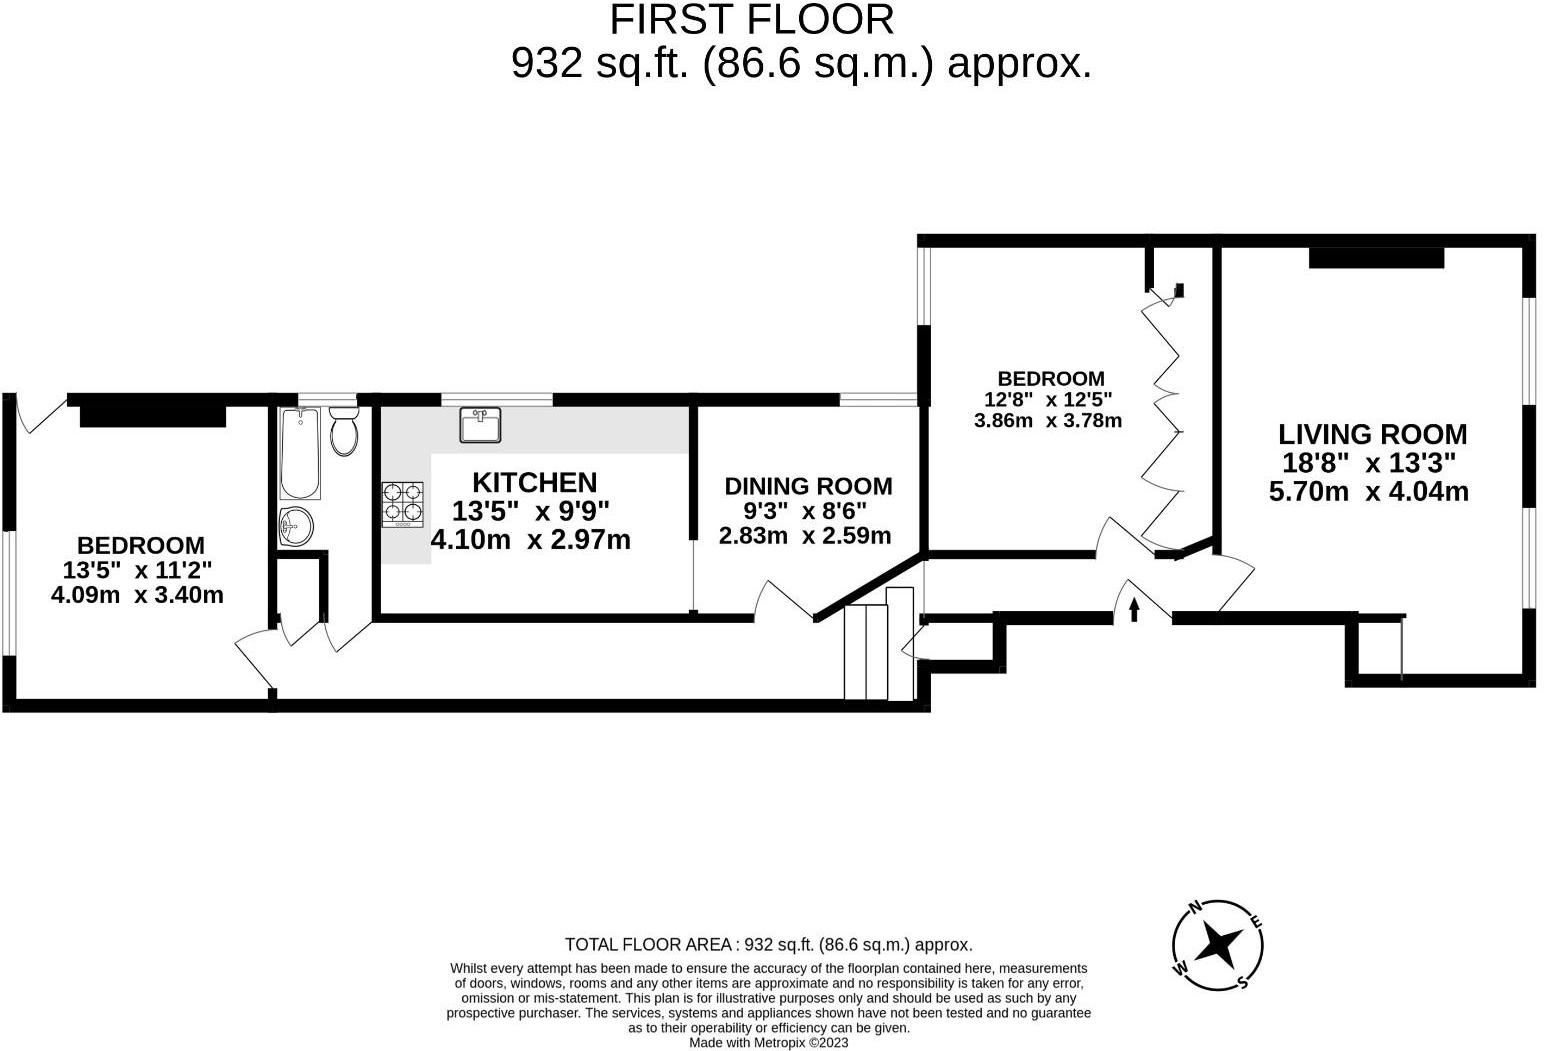 FIRST FLOOR
932 sq.ft. (86.6 sq.m.) approx.
BEDROOM
12'8" x 12'5"
3.86m x 3.78m
LIVING ROOM
18'8" x 13'3"
5.70m x 4.04m
KITCHEN
13'5" x 9'9"
4.10m x 2.97m
DINING ROOM
9'3" x 8'6"
2.83m x 2.59m
BEDROOM
13'5" x 11'2"
4.09m x 3.40m
N
E
W
S
TOTAL FLOOR AREA : 932 sq.ft. (86.6 sq.m.) approx.
Whilst every attempt has been made to ensure the accuracy of the floorplan contained here, measurements
of doors, windows, rooms and any other items are approximate and no responsibility is taken for any error,
omission or mis-statement. This plan is for illustrative purposes only and should be used as such by any
prospective purchaser. The services, systems and appliances shown have not been tested and no guarantee
as to their operability or efficiency can be given.
Made with Metropix ©2023